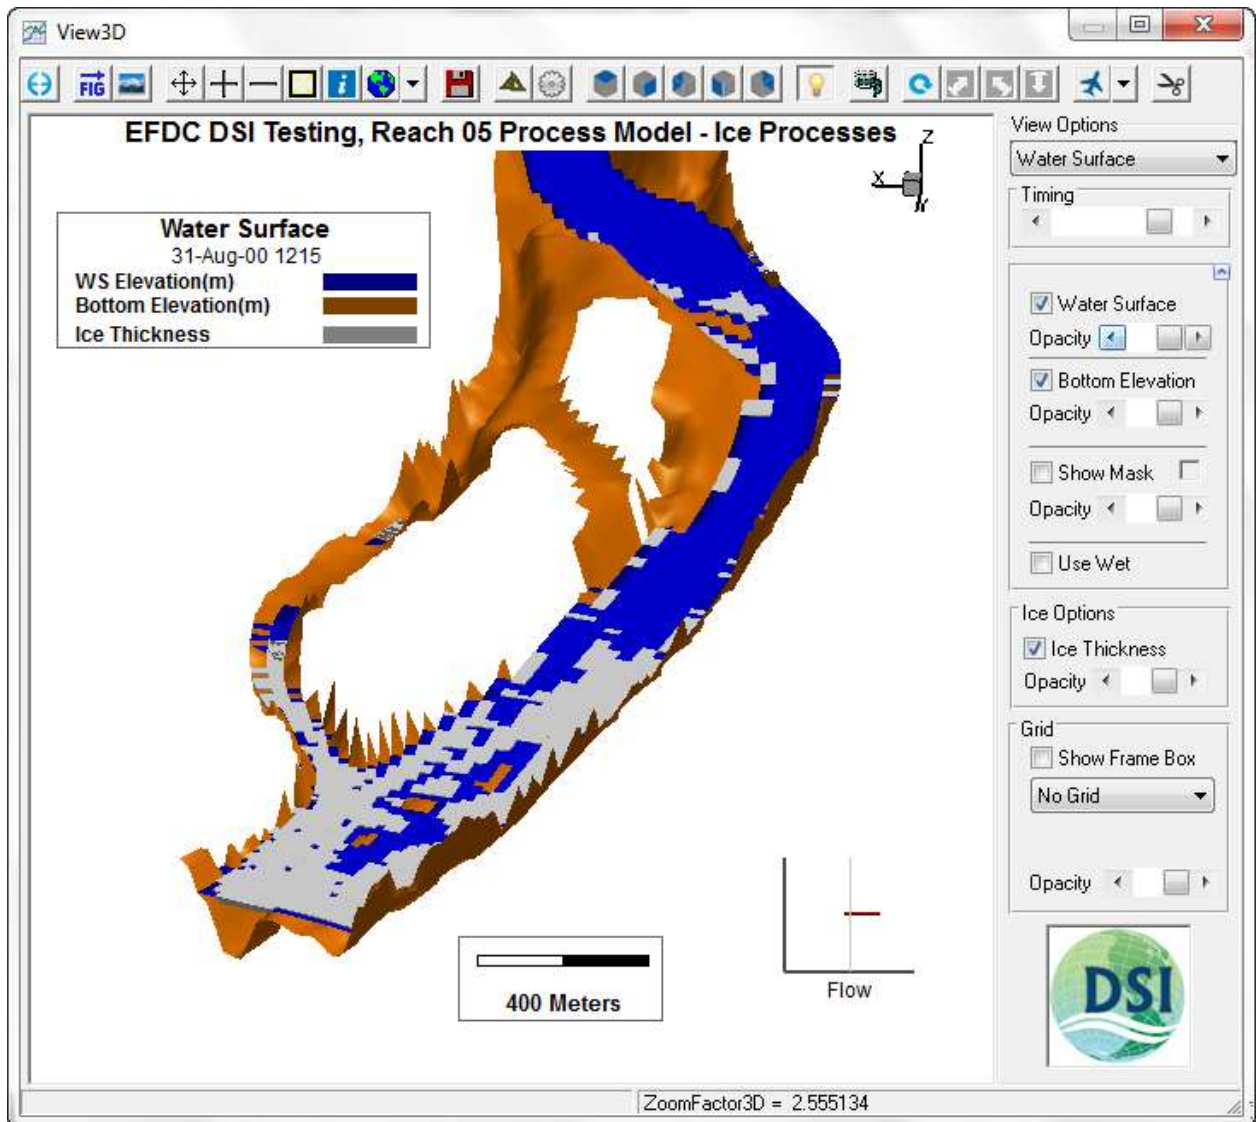 View3D
FIG
EFDC DSI Testing, Reach 05 Process Model - Ice Processes
Z
X
Y
Water Surface
31-Aug-00 1215
WS Elevation(m)
Bottom Elevation(m)
Ice Thickness
400 Meters
Flow
View Options
Water Surface
Timing
Water Surface
Opacity
Bottom Elevation
Opacity
Show Mask
Opacity
Use Wet
Ice Options
Ice Thickness
Opacity
Grid
Show Frame Box
No Grid
Opacity
DSI
ZoomFactor3D = 2.555134